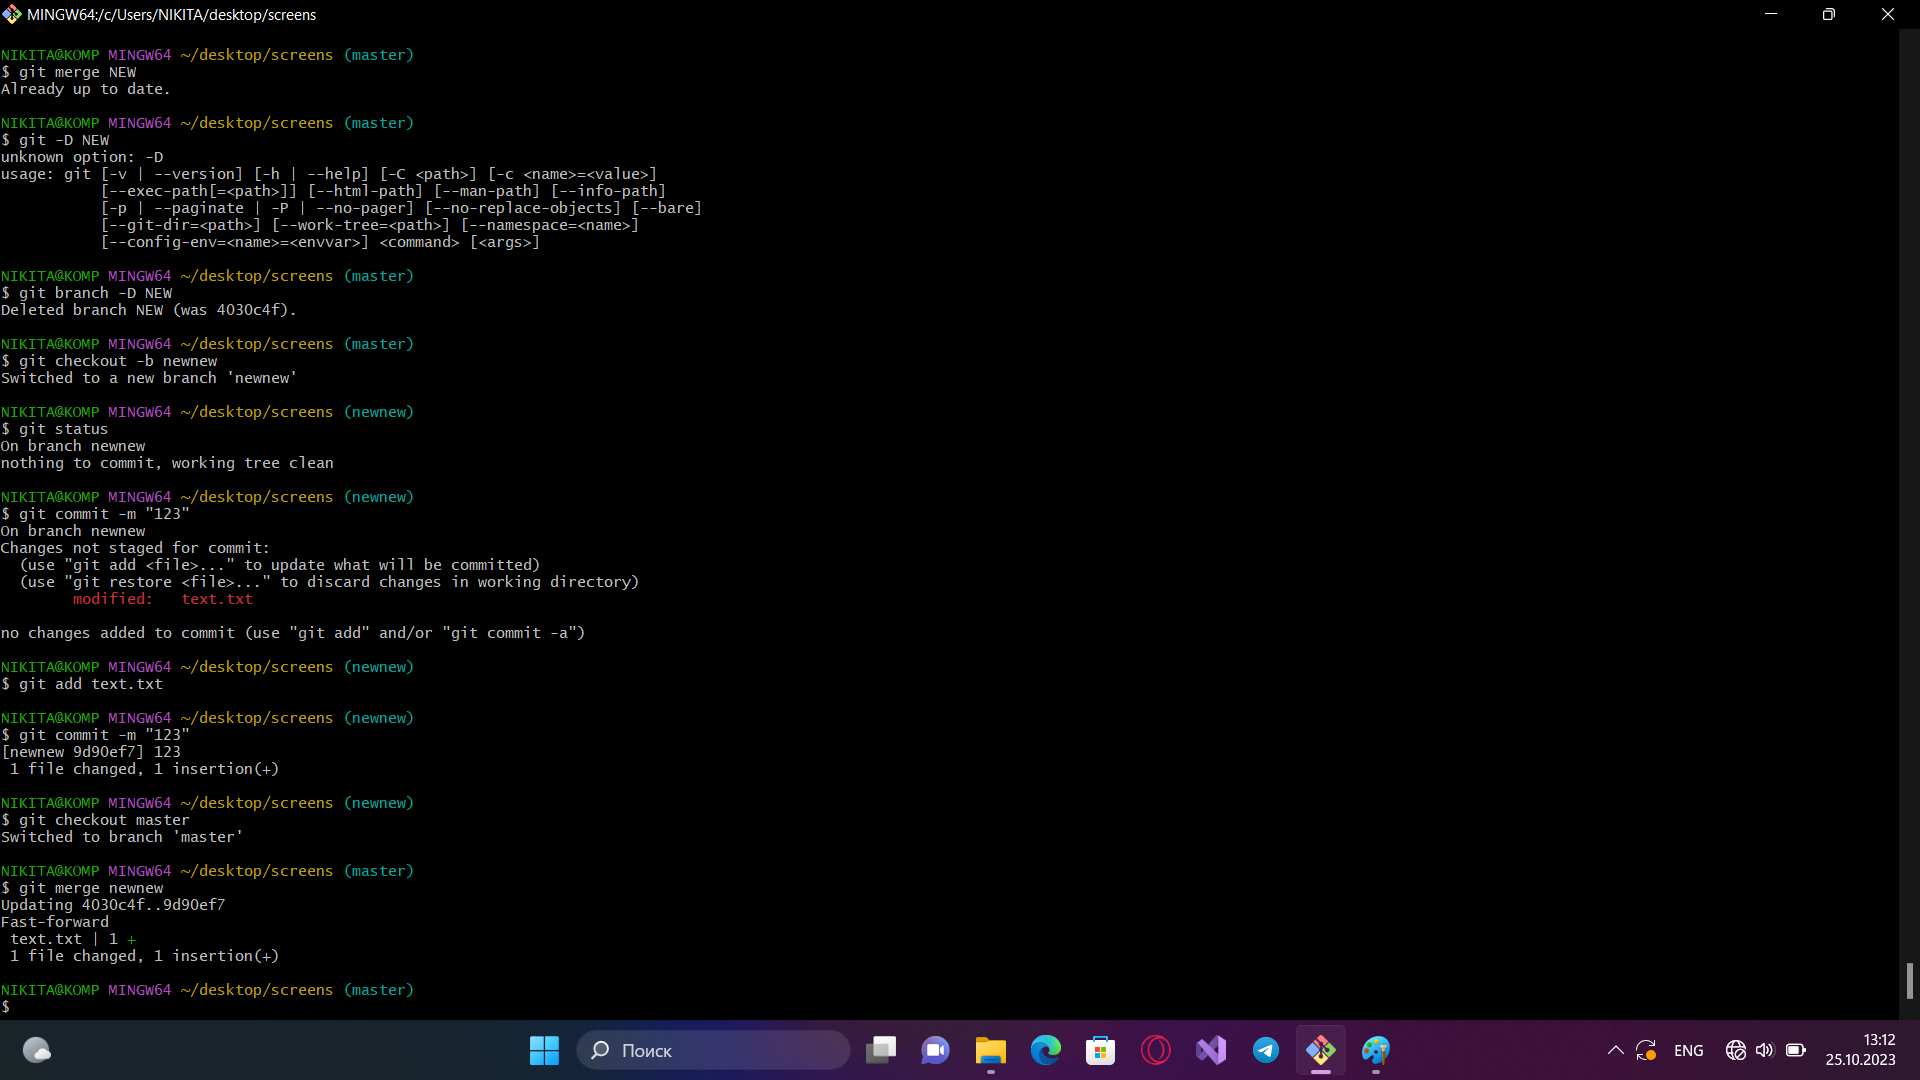 MINGW64:/c/Users/NIKITA/desktop/screens
NIKITA@KOMP MINGW64 ~/desktop/screens (master)
$ git merge NEW
Already up to date.
NIKITA@KOMP MINGW64 ~/desktop/screens (master)
$ git -D NEW
unknown option: -D
usage: git [-v | --version] [-h | --help] [-C <path>] [-c <name>=<value>]
           [--exec-path[=<path>]] [--html-path] [--man-path] [--info-path]
           [-p | --paginate | -P | --no-pager] [--no-replace-objects] [--bare]
           [--git-dir=<path>] [--work-tree=<path>] [--namespace=<name>]
           [--config-env=<name>=<envvar>] <command> [<args>]
NIKITA@KOMP MINGW64 ~/desktop/screens (master)
$ git branch -D NEW
Deleted branch NEW (was 4030c4f).
NIKITA@KOMP MINGW64 ~/desktop/screens (master)
$ git checkout -b newnew
Switched to a new branch 'newnew'
NIKITA@KOMP MINGW64 ~/desktop/screens (newnew)
$ git status
On branch newnew
nothing to commit, working tree clean
NIKITA@KOMP MINGW64 ~/desktop/screens (newnew)
$ git commit -m "123"
On branch newnew
Changes not staged for commit:
  (use "git add <file>..." to update what will be committed)
  (use "git restore <file>..." to discard changes in working directory)
        modified:   text.txt
no changes added to commit (use "git add" and/or "git commit -a")
NIKITA@KOMP MINGW64 ~/desktop/screens (newnew)
$ git add text.txt
NIKITA@KOMP MINGW64 ~/desktop/screens (newnew)
$ git commit -m "123"
[newnew 9d90ef7] 123
 1 file changed, 1 insertion(+)
NIKITA@KOMP MINGW64 ~/desktop/screens (newnew)
$ git checkout master
Switched to branch 'master'
NIKITA@KOMP MINGW64 ~/desktop/screens (master)
$ git merge newnew
Updating 4030c4f..9d90ef7
Fast-forward
 text.txt | 1 +
 1 file changed, 1 insertion(+)
NIKITA@KOMP MINGW64 ~/desktop/screens (master)
$
Поиск
ENG
13:12
25.10.2023